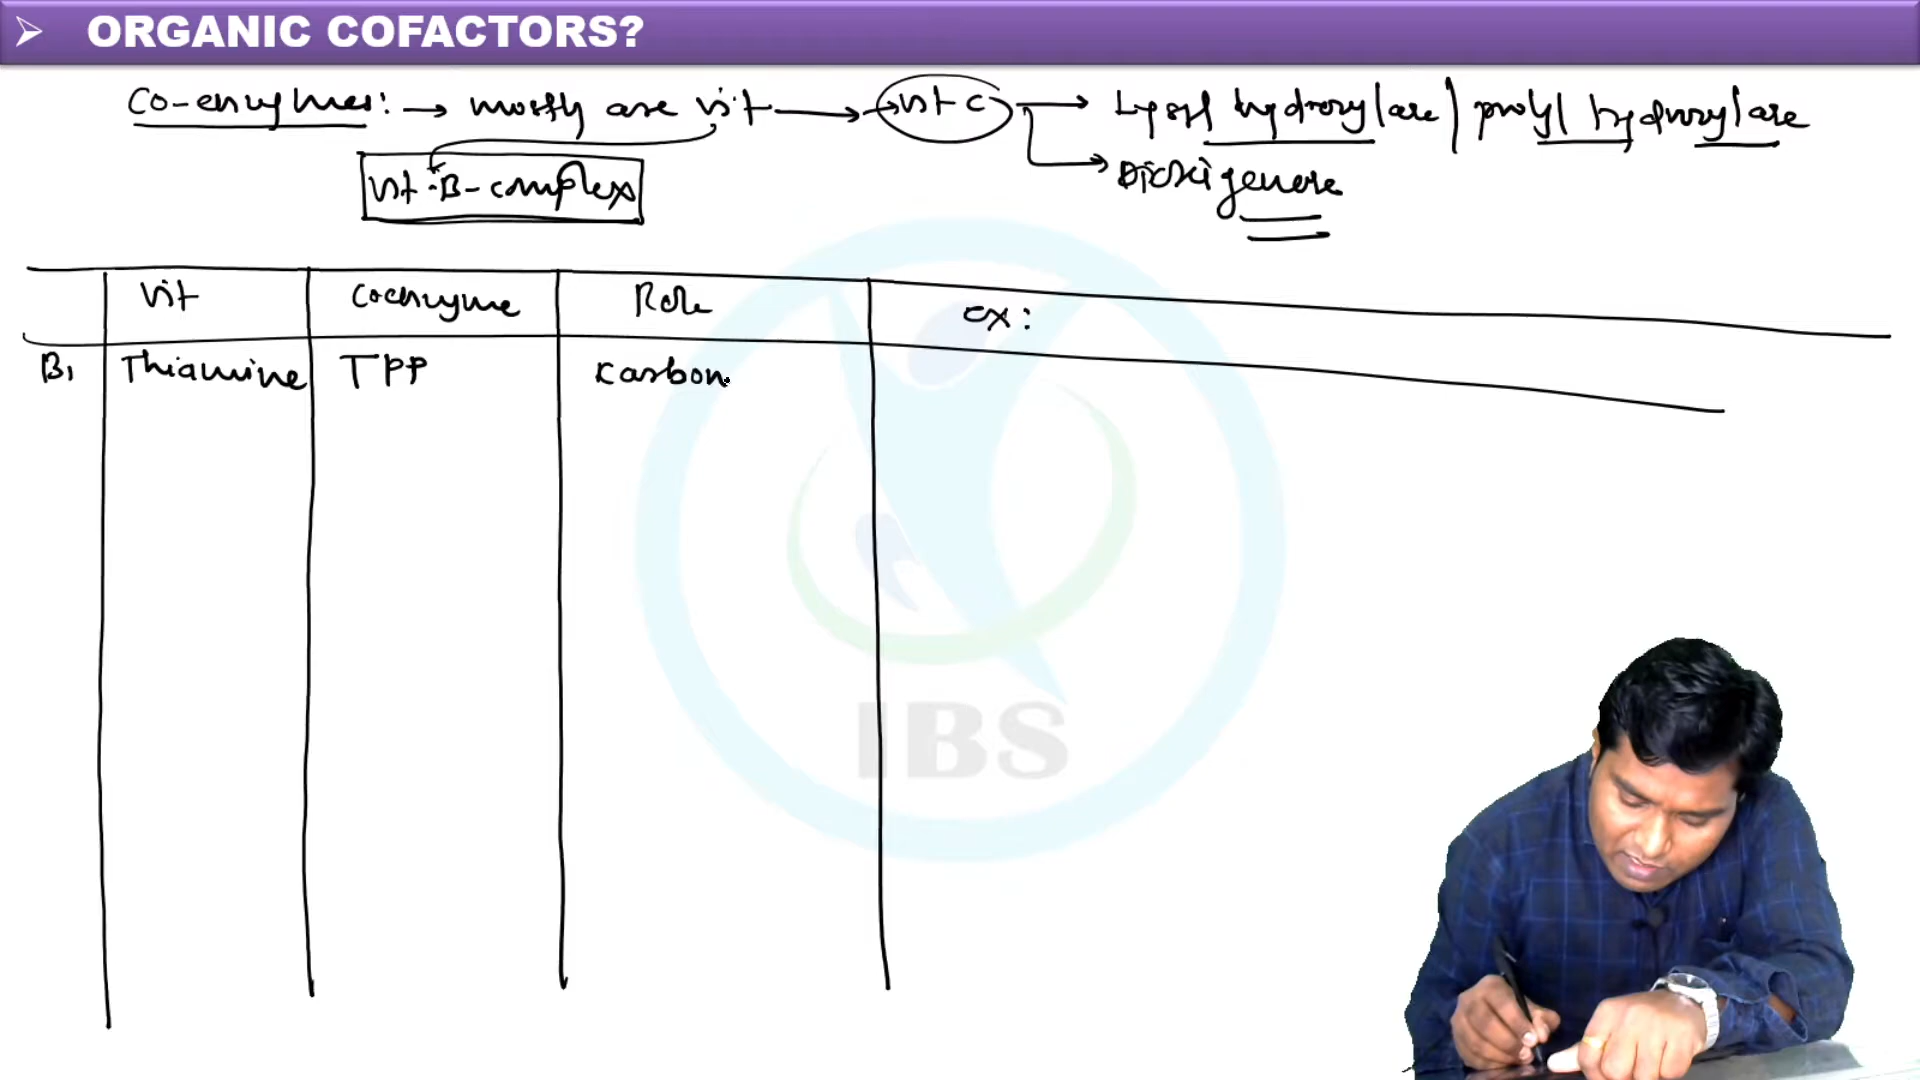 ORGANIC COFACTORS?
Co-enzymes: → mostly are vit → vit C → Lysyl hydroxylase / prolyl hydroxylase
vit-B-complex
Vit Coenzyme Role ex:
B₁ Thiamine TPP Carbon
IBS